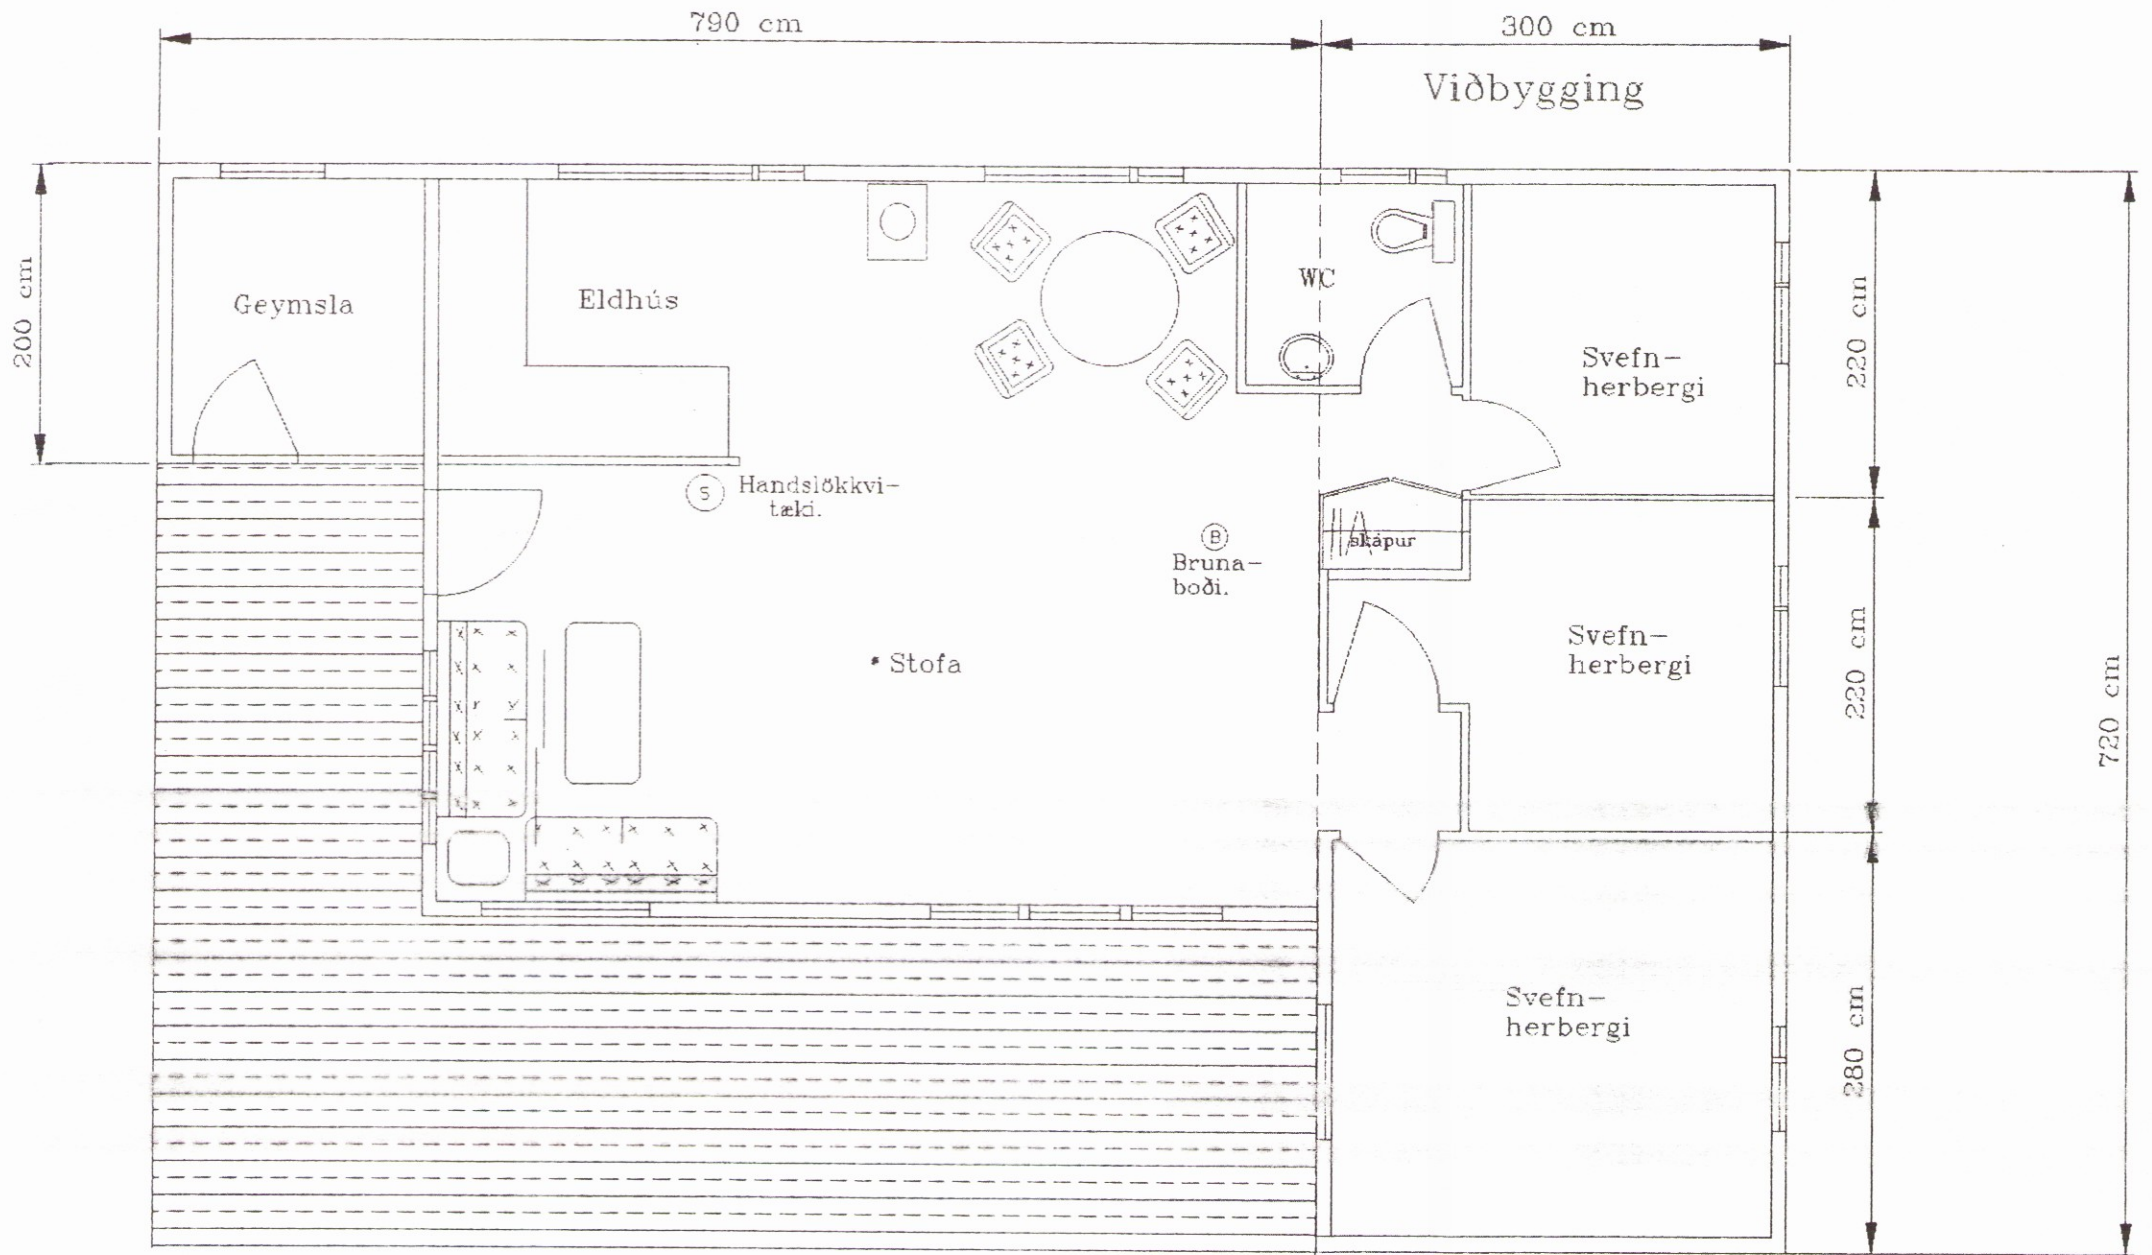 790 cm
300 cm
Viðbygging
200 cm
Geymsla
Eldhús
WC
Svefn-
herbergi
220 cm
S
Handslökkvi-
tæki.
B
Bruna-
boði.
skápur
Stofa
Svefn-
herbergi
220 cm
720 cm
Svefn-
herbergi
280 cm